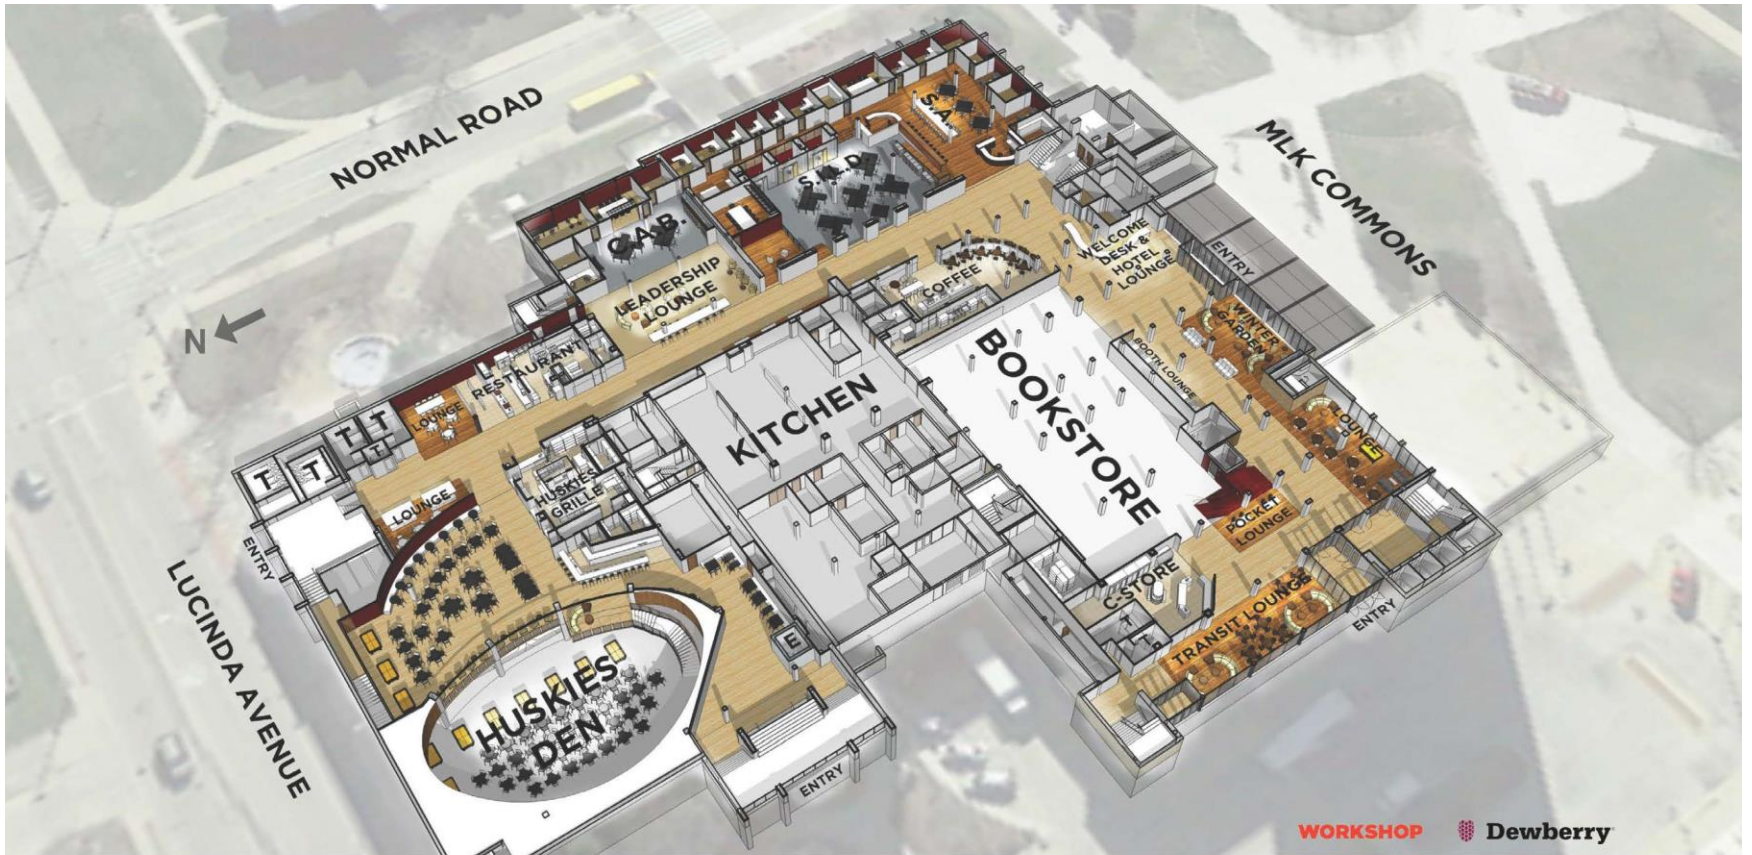 NORMAL ROAD
MLK COMMONS
S.A.
S.I.L.D
C.A.B.
WELCOME
DESK &
HOTEL
LOUNGE
ENTRY
LEADERSHIP
LOUNGE
COFFEE
WINTER
GARDEN
N
RESTAURANT
BOOTH LOUNGE
BOOKSTORE
KITCHEN
LOUNGE
LOUNGE
T
T
T
T
T
HUSKIES
GRILLE
LOUNGE
POCKET
LOUNGE
ENTRY
LUCINDA AVENUE
C-STORE
TRANSIT LOUNGE
ENTRY
E
HUSKIES
DEN
ENTRY
WORKSHOP
Dewberry